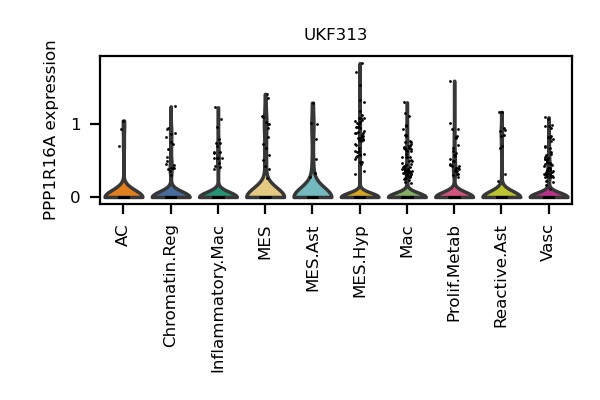 UKF313
PPP1R16A expression
1
0
AC
Chromatin.Reg
Inflammatory.Mac
MES
MES.Ast
MES.Hyp
Mac
Prolif.Metab
Reactive.Ast
Vasc